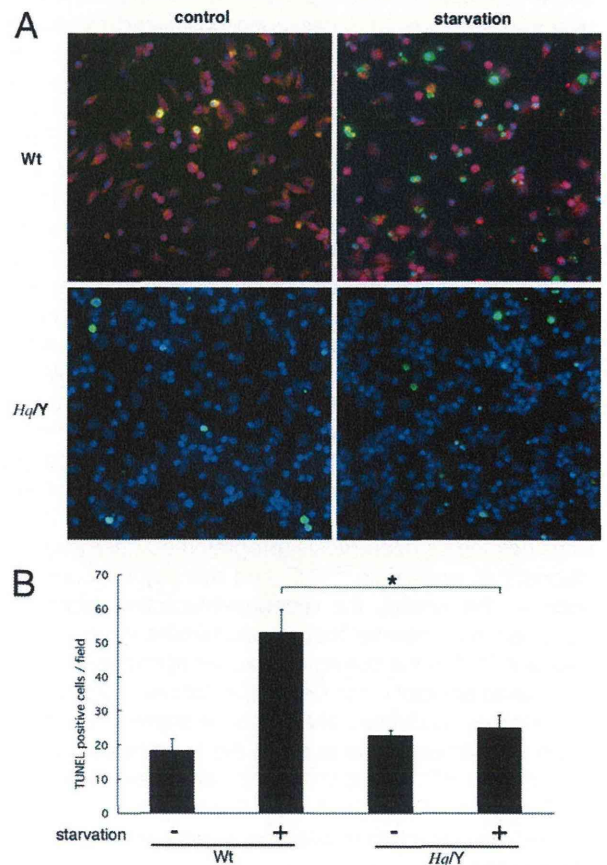 A
control starvation
Wt
Hq/Y
B
*
TUNEL positive cells / field
70
60
50
40
30
20
10
0
starvation - + - +
Wt Hq/Y